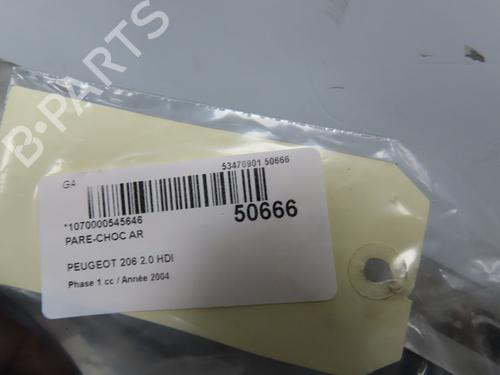 B-PARTS
GA
53470901 50666
*1070000545646
50666
PARE-CHOC AR
PEUGEOT 206 2.0 HDI
Phase 1 cc / Année 2004